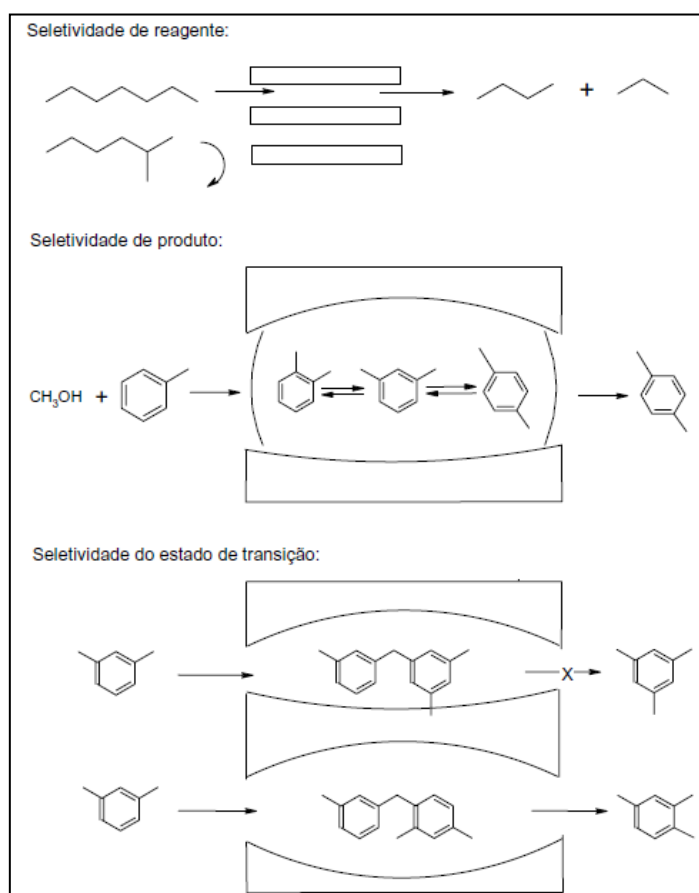 Seletividade de reagente:
+
Seletividade de produto:
CH₃OH +
Seletividade do estado de transição:
X